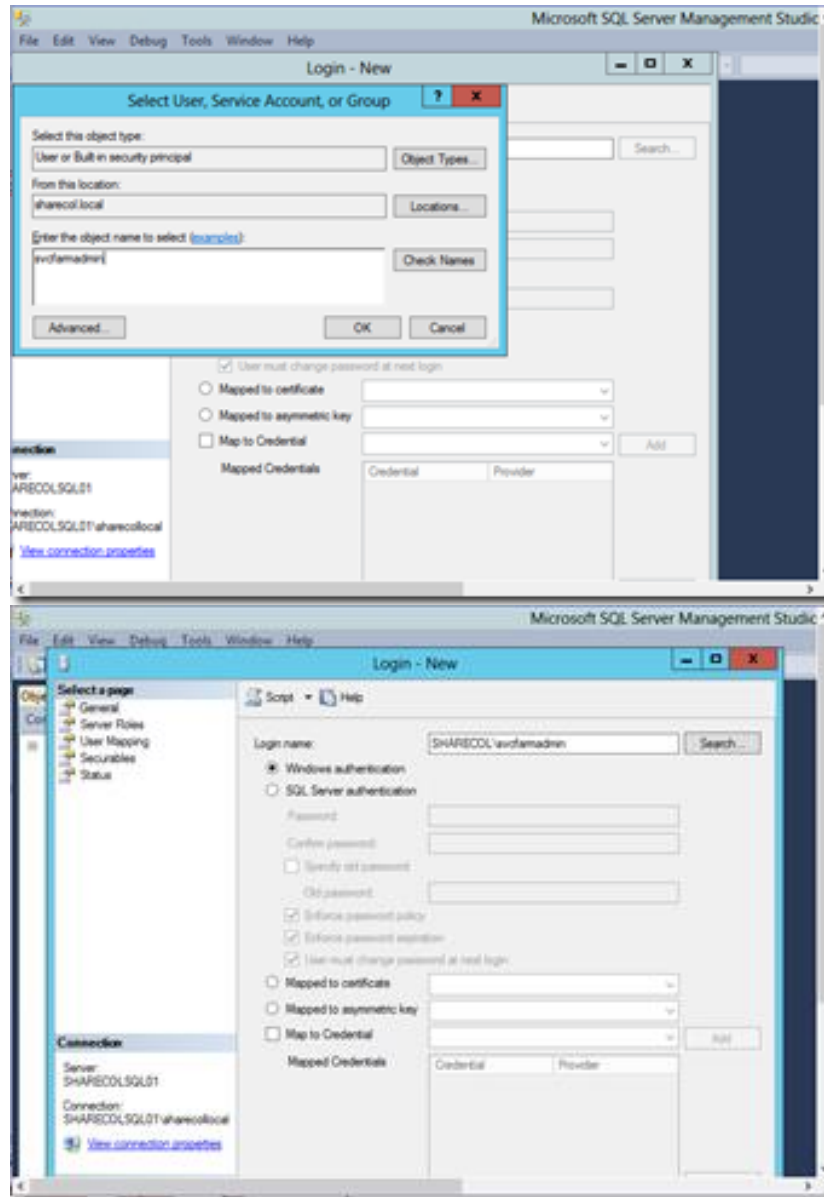 Microsoft SQL Server Management Studio
File Edit View Debug Tools Window Help
Login - New
Select User, Service Account, or Group
Select this object type:
User or Built-in security principal
Object Types...
From this location:
sharecol.local
Locations...
Enter the object name to select (examples):
svcfarmadmin
Check Names
Advanced...
OK
Cancel
Search...
User must change password at next login
Mapped to certificate
Mapped to asymmetric key
Map to Credential
Add
Mapped Credentials
Credential Provider
nnection
ver:
ARECOLSQL01
nnection:
ARECOLSQL01\sharecollocal
View connection properties
Microsoft SQL Server Management Studio
File Edit View Debug Tools Window Help
Login - New
Obje
Select a page
General
Server Roles
User Mapping
Securables
Status
Script Help
Login name:
SHARECOL\svcfarmadmin
Search...
Windows authentication
SQL Server authentication
Password:
Confirm password:
Specify old password
Old password:
Enforce password policy
Enforce password expiration
User must change password at next login
Mapped to certificate
Mapped to asymmetric key
Map to Credential
Add
Mapped Credentials
Credential Provider
Connection
Server:
SHARECOLSQL01
Connection:
SHARECOLSQL01\sharecollocal
View connection properties